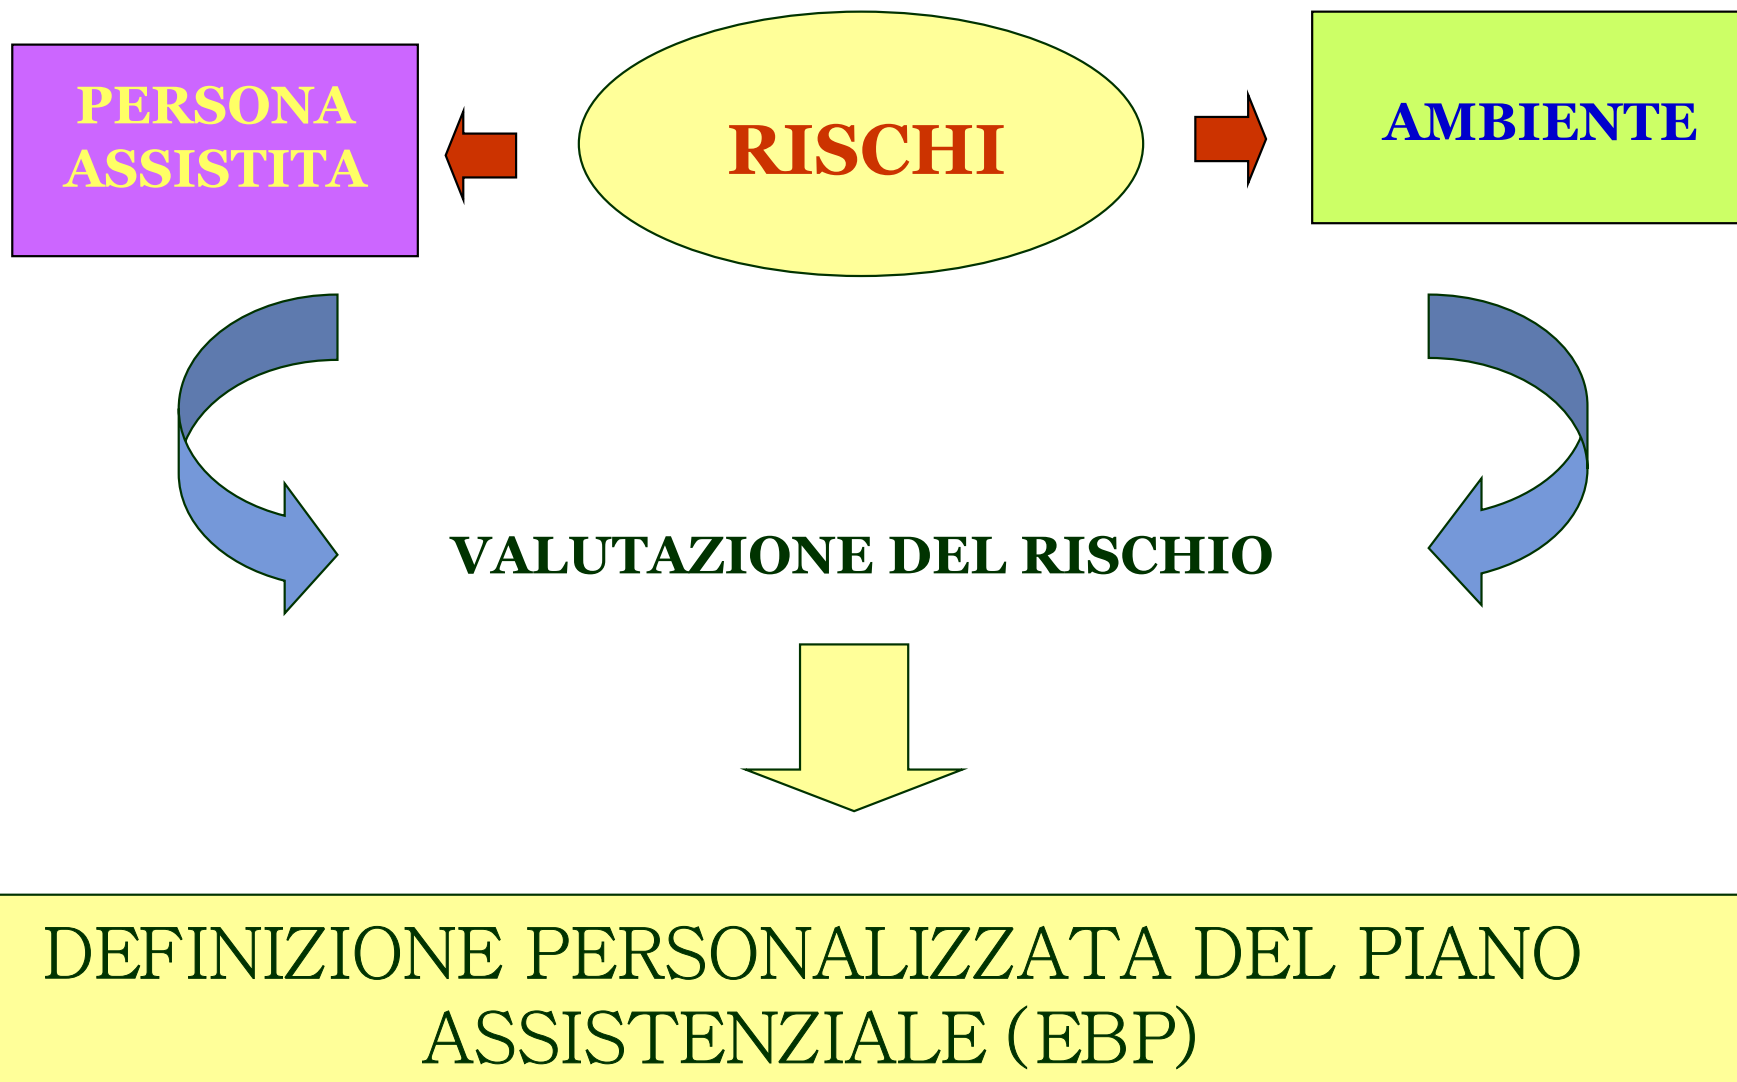 PERSONA
ASSISTITA
RISCHI
AMBIENTE
VALUTAZIONE DEL RISCHIO
DEFINIZIONE PERSONALIZZATA DEL PIANO
ASSISTENZIALE (EBP)